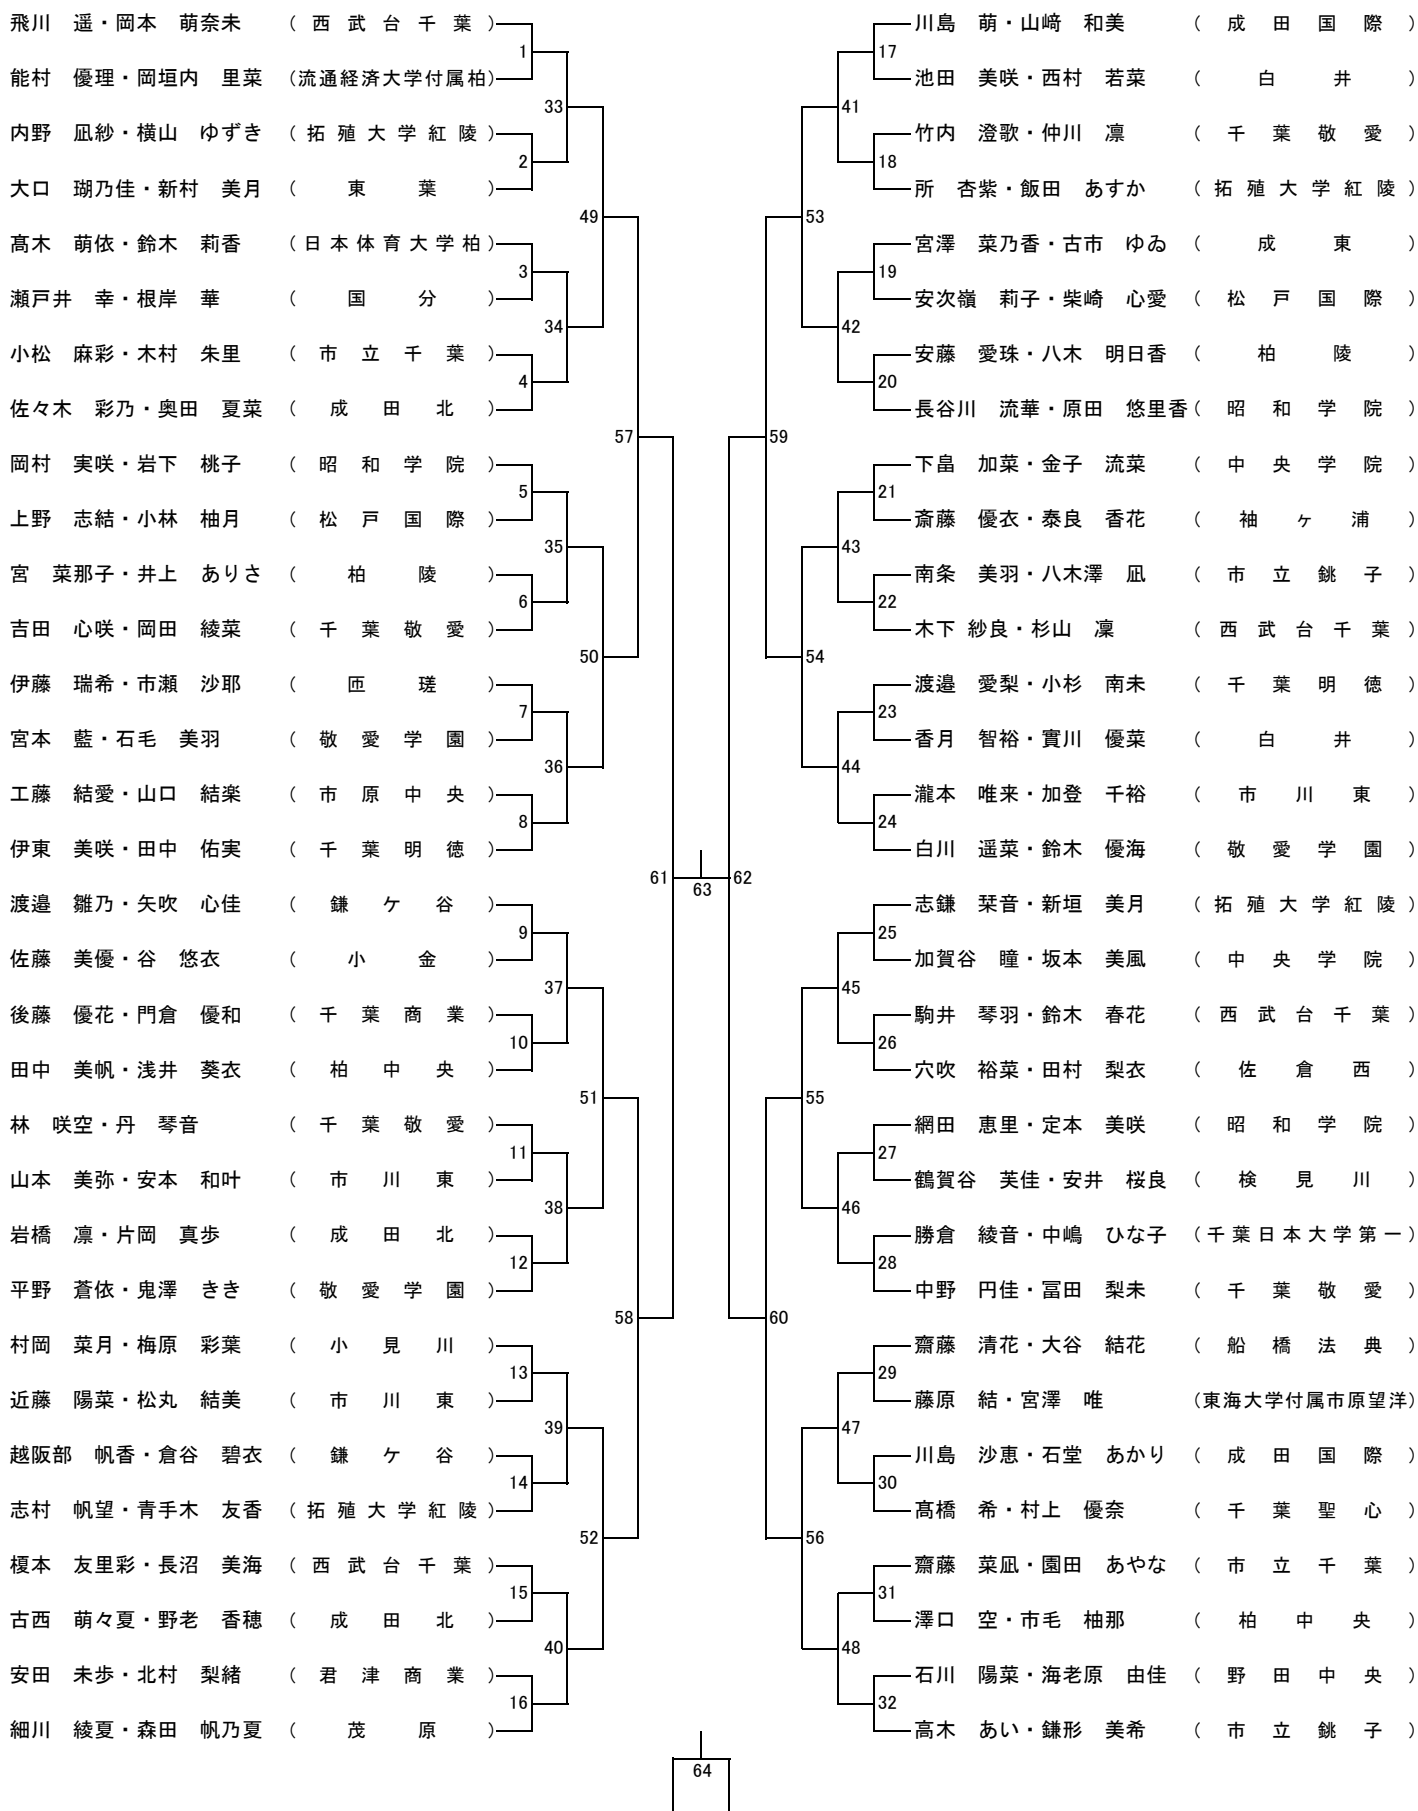 飛川　遥・岡本　萌奈未　（西武台千葉）
1
能村　優理・岡垣内　里菜　（流通経済大学付属柏）
33
内野　凪紗・横山　ゆずき　（拓殖大学紅陵）
2
大口　瑚乃佳・新村　美月　（東葉）
49
髙木　萌依・鈴木　莉香　（日本体育大学柏）
3
瀬戸井　幸・根岸　華　（国分）
34
小松　麻彩・木村　朱里　（市立千葉）
4
佐々木　彩乃・奥田　夏菜　（成田北）
57
岡村　実咲・岩下　桃子　（昭和学院）
5
上野　志結・小林　柚月　（松戸国際）
35
宮　菜那子・井上　ありさ　（柏陵）
6
吉田　心咲・岡田　綾菜　（千葉敬愛）
50
伊藤　瑞希・市瀬　沙耶　（匝瑳）
7
宮本　藍・石毛　美羽　（敬愛学園）
36
工藤　結愛・山口　結楽　（市原中央）
8
伊東　美咲・田中　佑実　（千葉明徳）
61
渡邉　雛乃・矢吹　心佳　（鎌ケ谷）
9
佐藤　美優・谷　悠衣　（小金）
37
後藤　優花・門倉　優和　（千葉商業）
10
田中　美帆・浅井　葵衣　（柏中央）
51
林　咲空・丹　琴音　（千葉敬愛）
11
山本　美弥・安本　和叶　（市川東）
38
岩橋　凛・片岡　真歩　（成田北）
12
平野　蒼依・鬼澤　きき　（敬愛学園）
58
村岡　菜月・梅原　彩葉　（小見川）
13
近藤　陽菜・松丸　結美　（市川東）
39
越阪部　帆香・倉谷　碧衣　（鎌ケ谷）
14
志村　帆望・青手木　友香　（拓殖大学紅陵）
52
榎本　友里彩・長沼　美海　（西武台千葉）
15
古西　萌々夏・野老　香穂　（成田北）
40
安田　未歩・北村　梨緒　（君津商業）
16
細川　綾夏・森田　帆乃夏　（茂原）
63
川島　萌・山﨑　和美　（成田国際）
17
池田　美咲・西村　若菜　（白井）
41
竹内　澄歌・仲川　凛　（千葉敬愛）
18
所　杏紫・飯田　あすか　（拓殖大学紅陵）
53
宮澤　菜乃香・古市　ゆゐ　（成東）
19
安次嶺　莉子・柴崎　心愛　（松戸国際）
42
安藤　愛珠・八木　明日香　（柏陵）
20
長谷川　流華・原田　悠里香（昭和学院）
59
下畠　加菜・金子　流菜　（中央学院）
21
斎藤　優衣・泰良　香花　（袖ヶ浦）
43
南条　美羽・八木澤　凪　（市立銚子）
22
木下 紗良・杉山　凜　（西武台千葉）
54
渡邉　愛梨・小杉　南未　（千葉明徳）
23
香月　智裕・實川　優菜　（白井）
44
瀧本　唯来・加登　千裕　（市川東）
24
白川　遥菜・鈴木　優海　（敬愛学園）
62
志鎌　栞音・新垣　美月　（拓殖大学紅陵）
25
加賀谷　瞳・坂本　美風　（中央学院）
45
駒井　琴羽・鈴木　春花　（西武台千葉）
26
穴吹　裕菜・田村　梨衣　（佐倉西）
55
網田　恵里・定本　美咲　（昭和学院）
27
鶴賀谷　芙佳・安井　桜良　（検見川）
46
勝倉　綾音・中嶋　ひな子　（千葉日本大学第一）
28
中野　円佳・冨田　梨未　（千葉敬愛）
60
齋藤　清花・大谷　結花　（船橋法典）
29
藤原　結・宮澤　唯　（東海大学付属市原望洋）
47
川島　沙恵・石堂　あかり　（成田国際）
30
髙橋　希・村上　優奈　（千葉聖心）
56
齋藤　菜凪・園田　あやな　（市立千葉）
31
澤口　空・市毛　柚那　（柏中央）
48
石川　陽菜・海老原　由佳　（野田中央）
32
高木　あい・鎌形　美希　（市立銚子）
64